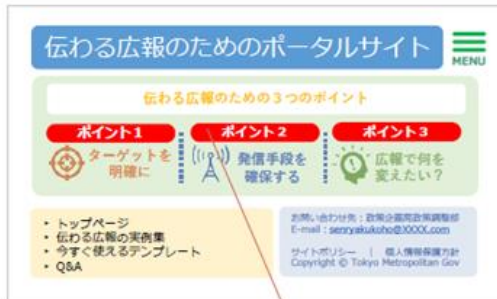 伝わる広報のためのポータルサイト
MENU
伝わる広報のための３つのポイント
ポイント1
ターゲットを
明確に
ポイント2
発信手段を
確保する
ポイント3
広報で何を
変えたい？
・ トップページ
・ 伝わる広報の実例集
・ 今すぐ使えるテンプレート
・ Q&A
お問い合わせ先：政策企画局政策調整部
E-mail：senryakukoho@XXXX.com
サイトポリシー ｜ 個人情報保護方針
Copyright © Tokyo Metropolitan Gov